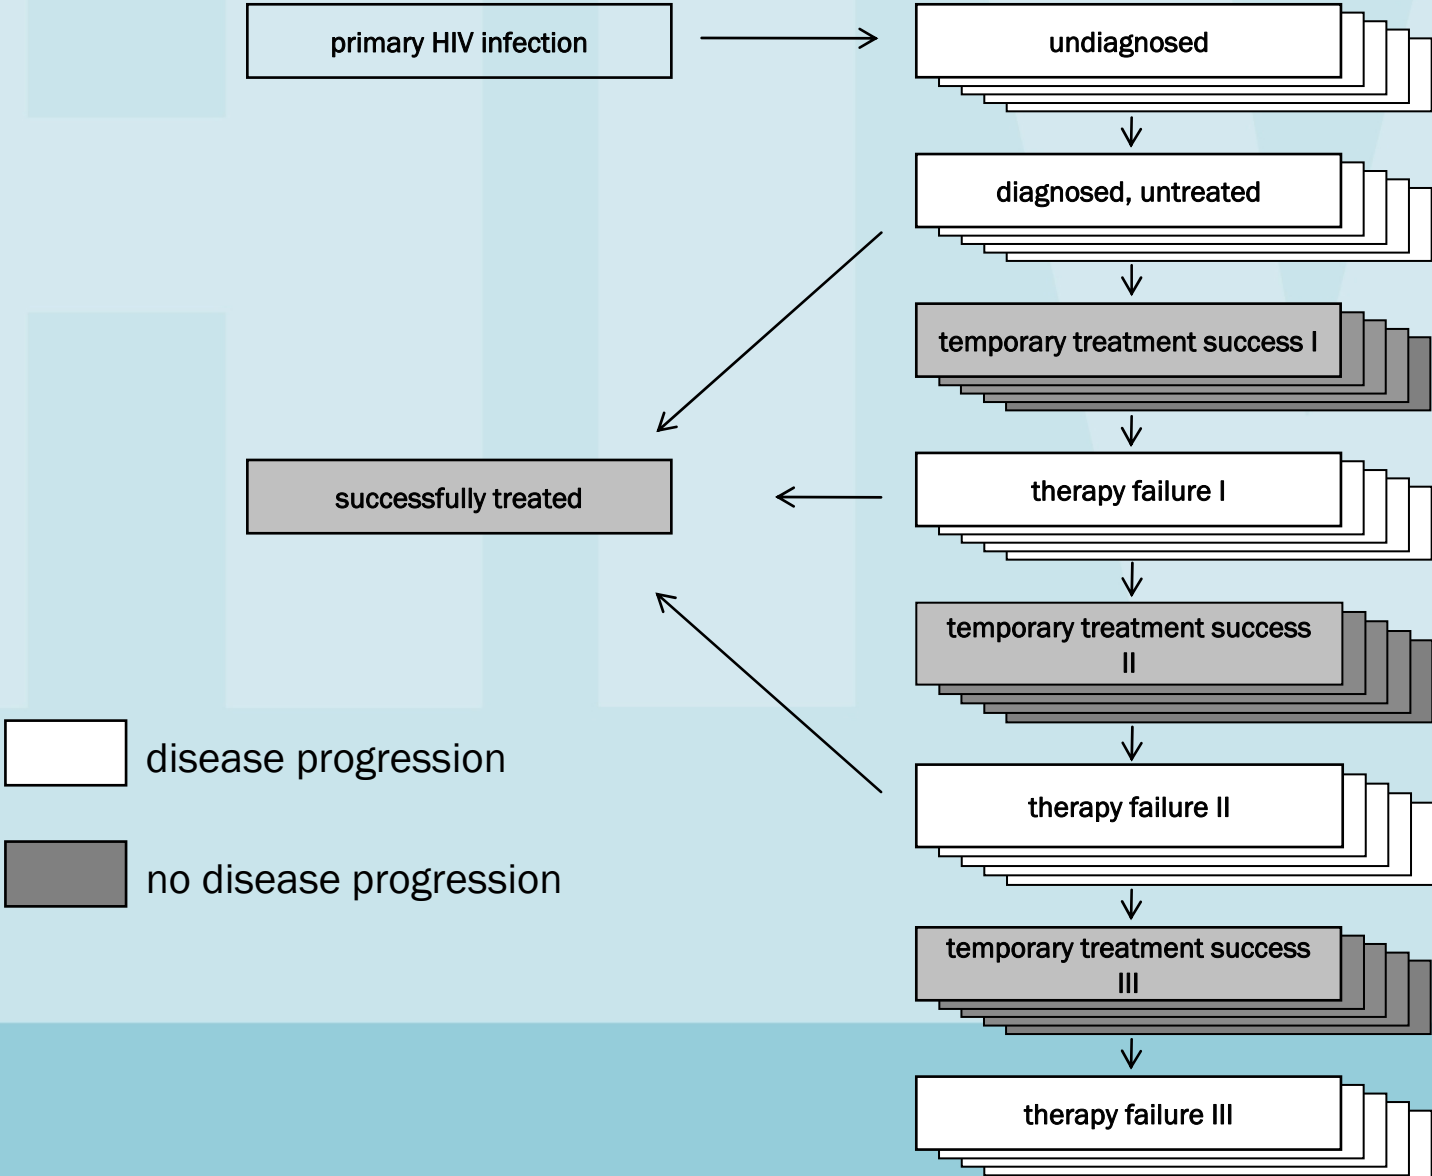 primary HIV infection
undiagnosed
diagnosed, untreated
temporary treatment success I
therapy failure I
successfully treated
temporary treatment success
II
disease progression
therapy failure II
no disease progression
temporary treatment success
III
therapy failure III